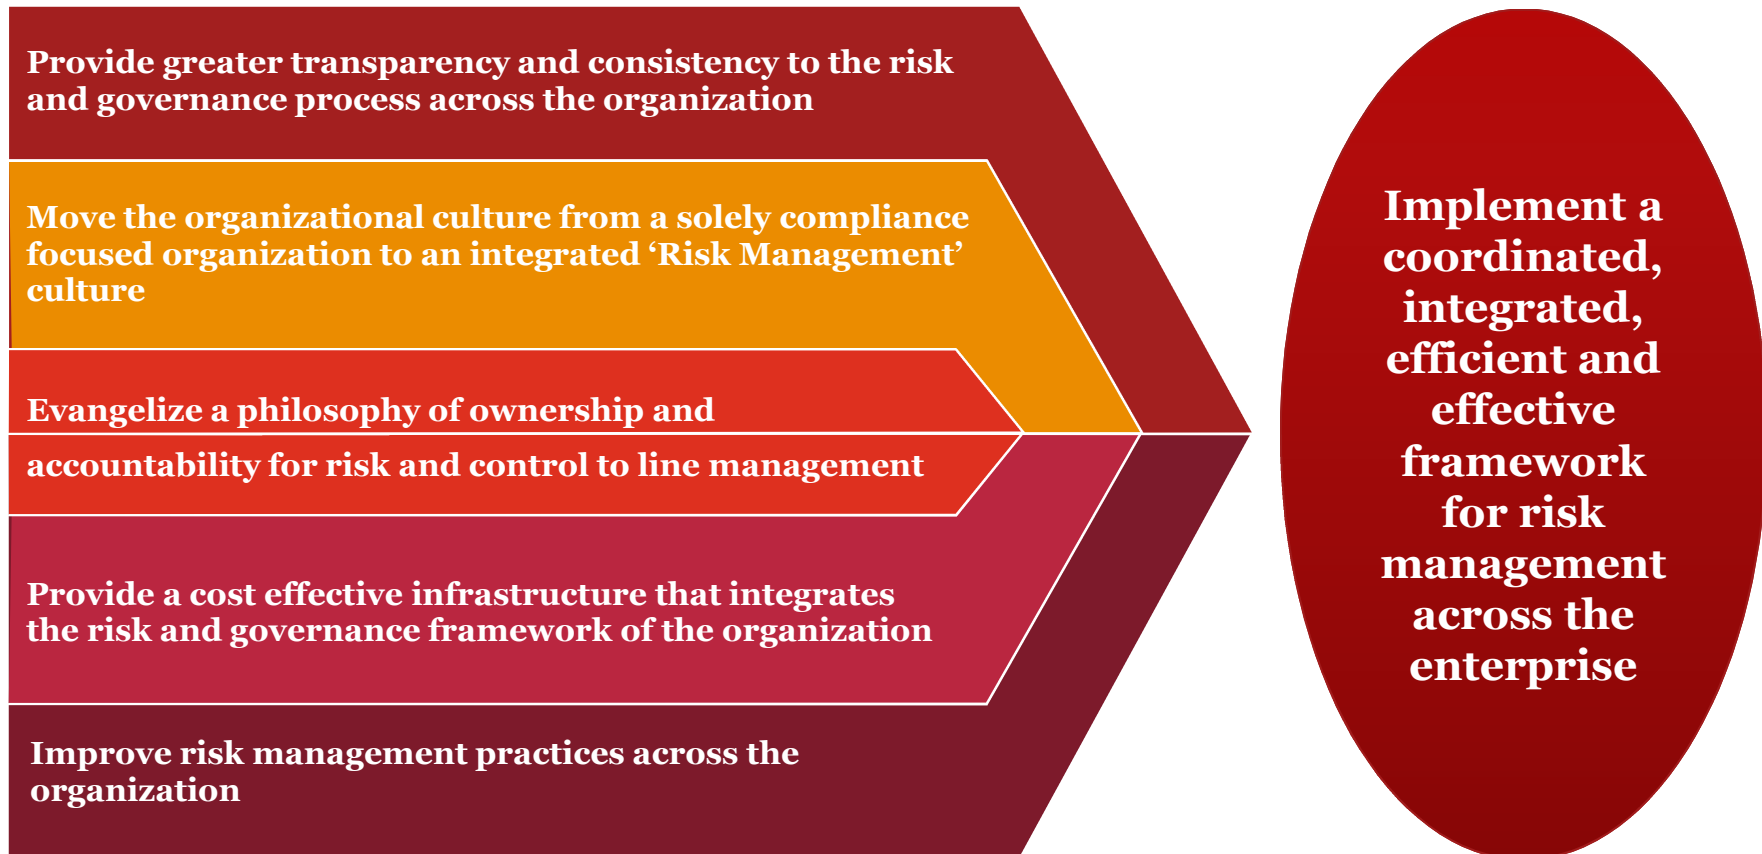 Provide greater transparency and consistency to the risk
and governance process across the organization
Move the organizational culture from a solely compliance
focused organization to an integrated ‘Risk Management’
culture
Evangelize a philosophy of ownership and
accountability for risk and control to line management
Provide a cost effective infrastructure that integrates
the risk and governance framework of the organization
Improve risk management practices across the
organization
Implement a
coordinated,
integrated,
efficient and
effective
framework
for risk
management
across the
enterprise